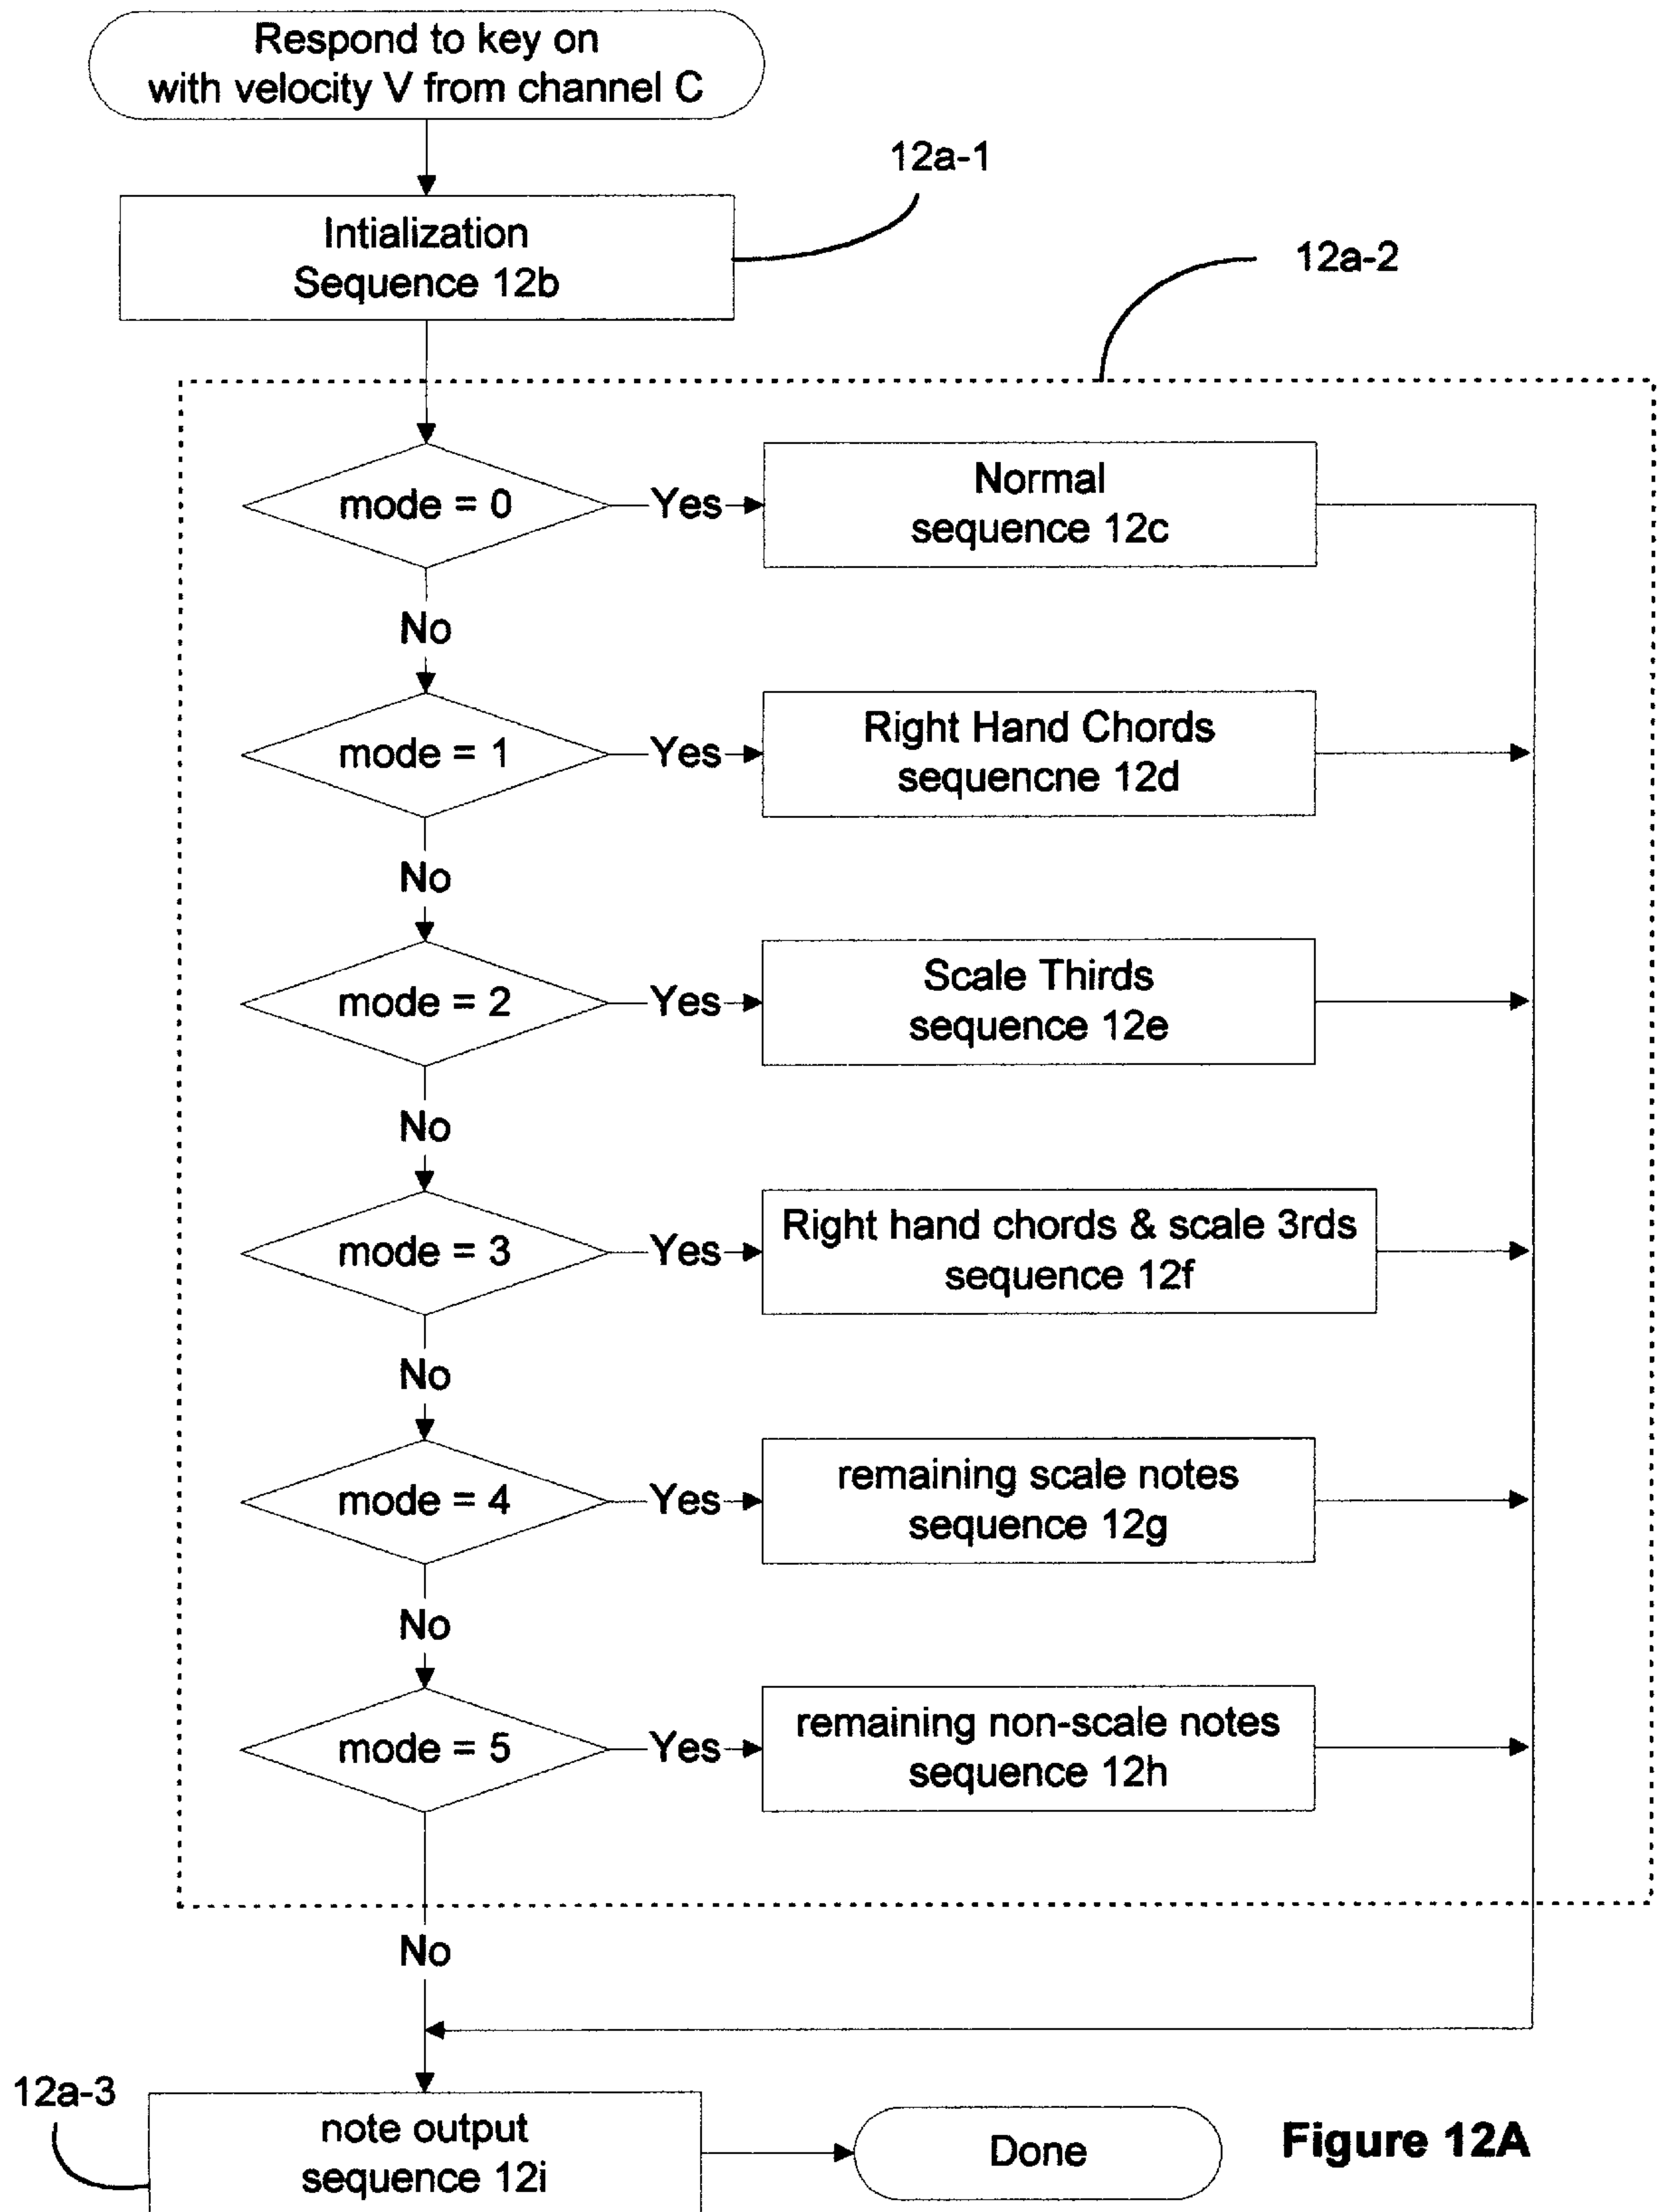 Respond to key on
with velocity V from channel C
12a-1
Intialization
Sequence 12b
12a-2
mode = 0
Yes
Normal
sequence 12c
No
mode = 1
Yes
Right Hand Chords
sequencne 12d
No
mode = 2
Yes
Scale Thirds
sequence 12e
No
mode = 3
Yes
Right hand chords & scale 3rds
sequence 12f
No
mode = 4
Yes
remaining scale notes
sequence 12g
No
mode = 5
Yes
remaining non-scale notes
sequence 12h
No
12a-3
note output
sequence 12i
Done
Figure 12A